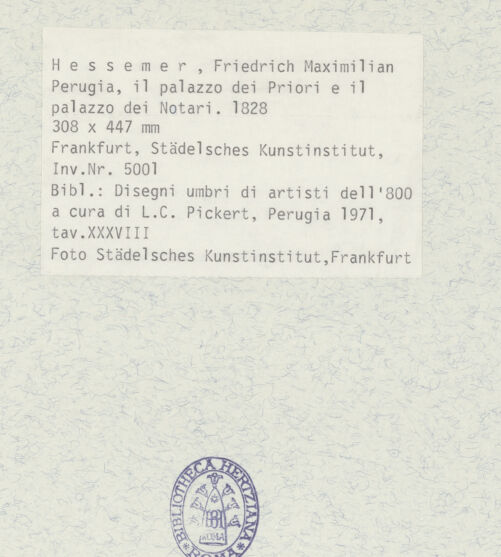 H e s s e m e r , Friedrich Maximilian
Perugia, il palazzo dei Priori e il
palazzo dei Notari. 1828
308 x 447 mm
Frankfurt, Städelsches Kunstinstitut,
Inv.Nr. 5001
Bibl.: Disegni umbri di artisti dell'800
a cura di L.C. Pickert, Perugia 1971,
tav.XXXVIII
Foto Städelsches Kunstinstitut,Frankfurt
BIBLIOTHECA HERTZIANA
ROMA